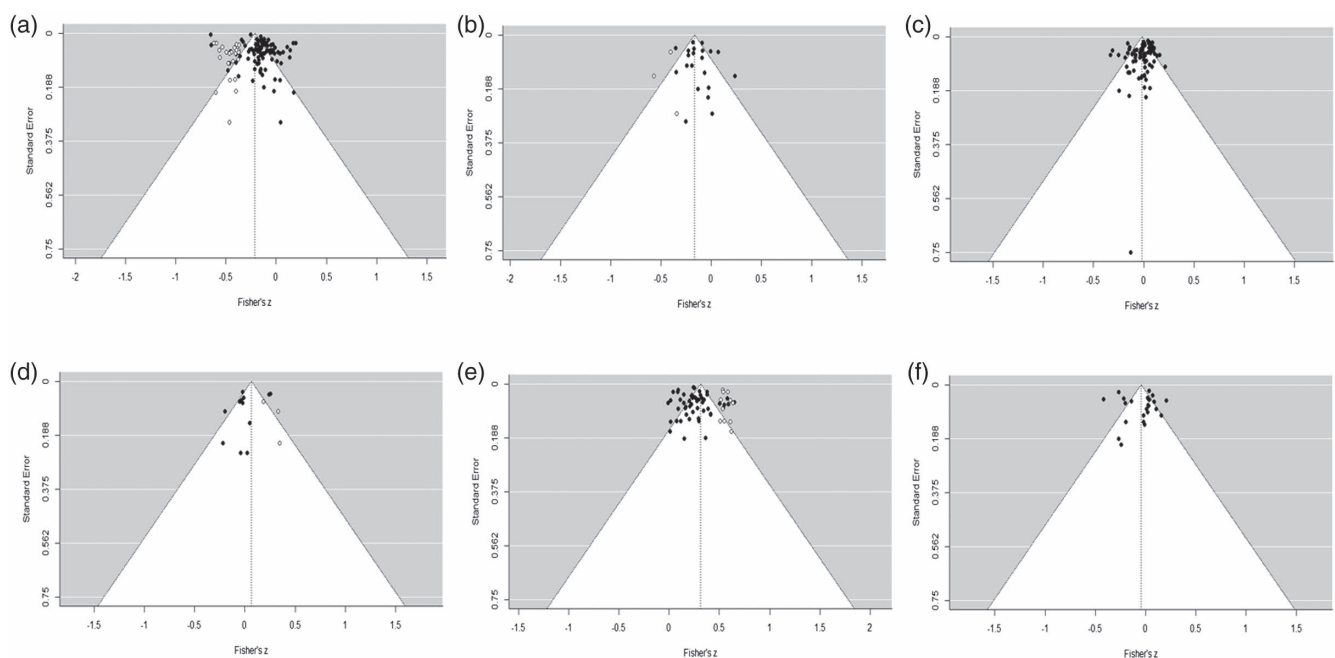 (a)
0
0.188
0.375
0.562
0.75
Standard Error
-2 -1.5 -1 -0.5 0 0.5 1 1.5
Fisher's z
(b)
0
0.188
0.375
0.562
0.75
Standard Error
-2 -1.5 -1 -0.5 0 0.5 1 1.5
Fisher's z
(c)
0
0.188
0.375
0.562
0.75
Standard Error
-1.5 -1 -0.5 0 0.5 1 1.5
Fisher's z
(d)
0
0.188
0.375
0.562
0.75
Standard Error
-1.5 -1 -0.5 0 0.5 1 1.5
Fisher's z
(e)
0
0.188
0.375
0.562
0.75
Standard Error
-1.5 -1 -0.5 0 0.5 1 1.5 2
Fisher's z
(f)
0
0.188
0.375
0.562
0.75
Standard Error
-1.5 -1 -0.5 0 0.5 1 1.5
Fisher's z